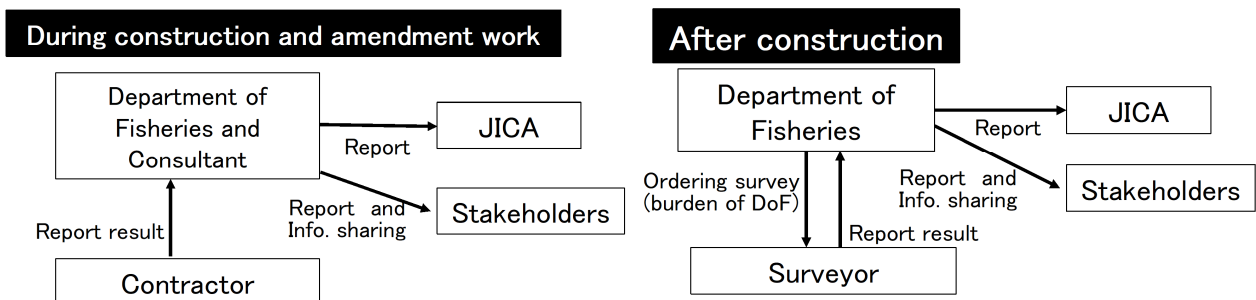 During construction and amendment work
Department of
Fisheries and
Consultant
JICA
Report
Stakeholders
Report and
Info. sharing
Report result
Contractor
After construction
Department of
Fisheries
JICA
Report
Stakeholders
Report and
Info. sharing
Ordering survey
(burden of DoF)
Report result
Surveyor